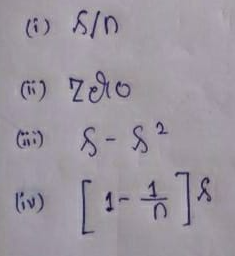 (i) s/n
(ii) Zero
(iii) s - s²
(iv) [1 - 1/n]s